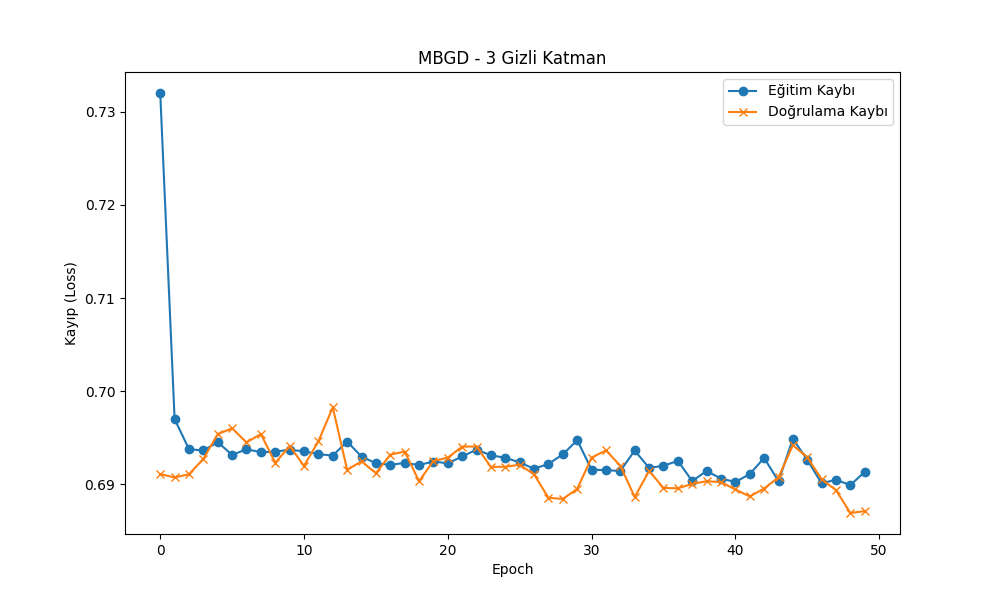 MBGD - 3 Gizli Katman
Eğitim Kaybı
Doğrulama Kaybı
0.73
0.72
0.71
0.70
0.69
Kayıp (Loss)
0
10
20
30
40
50
Epoch